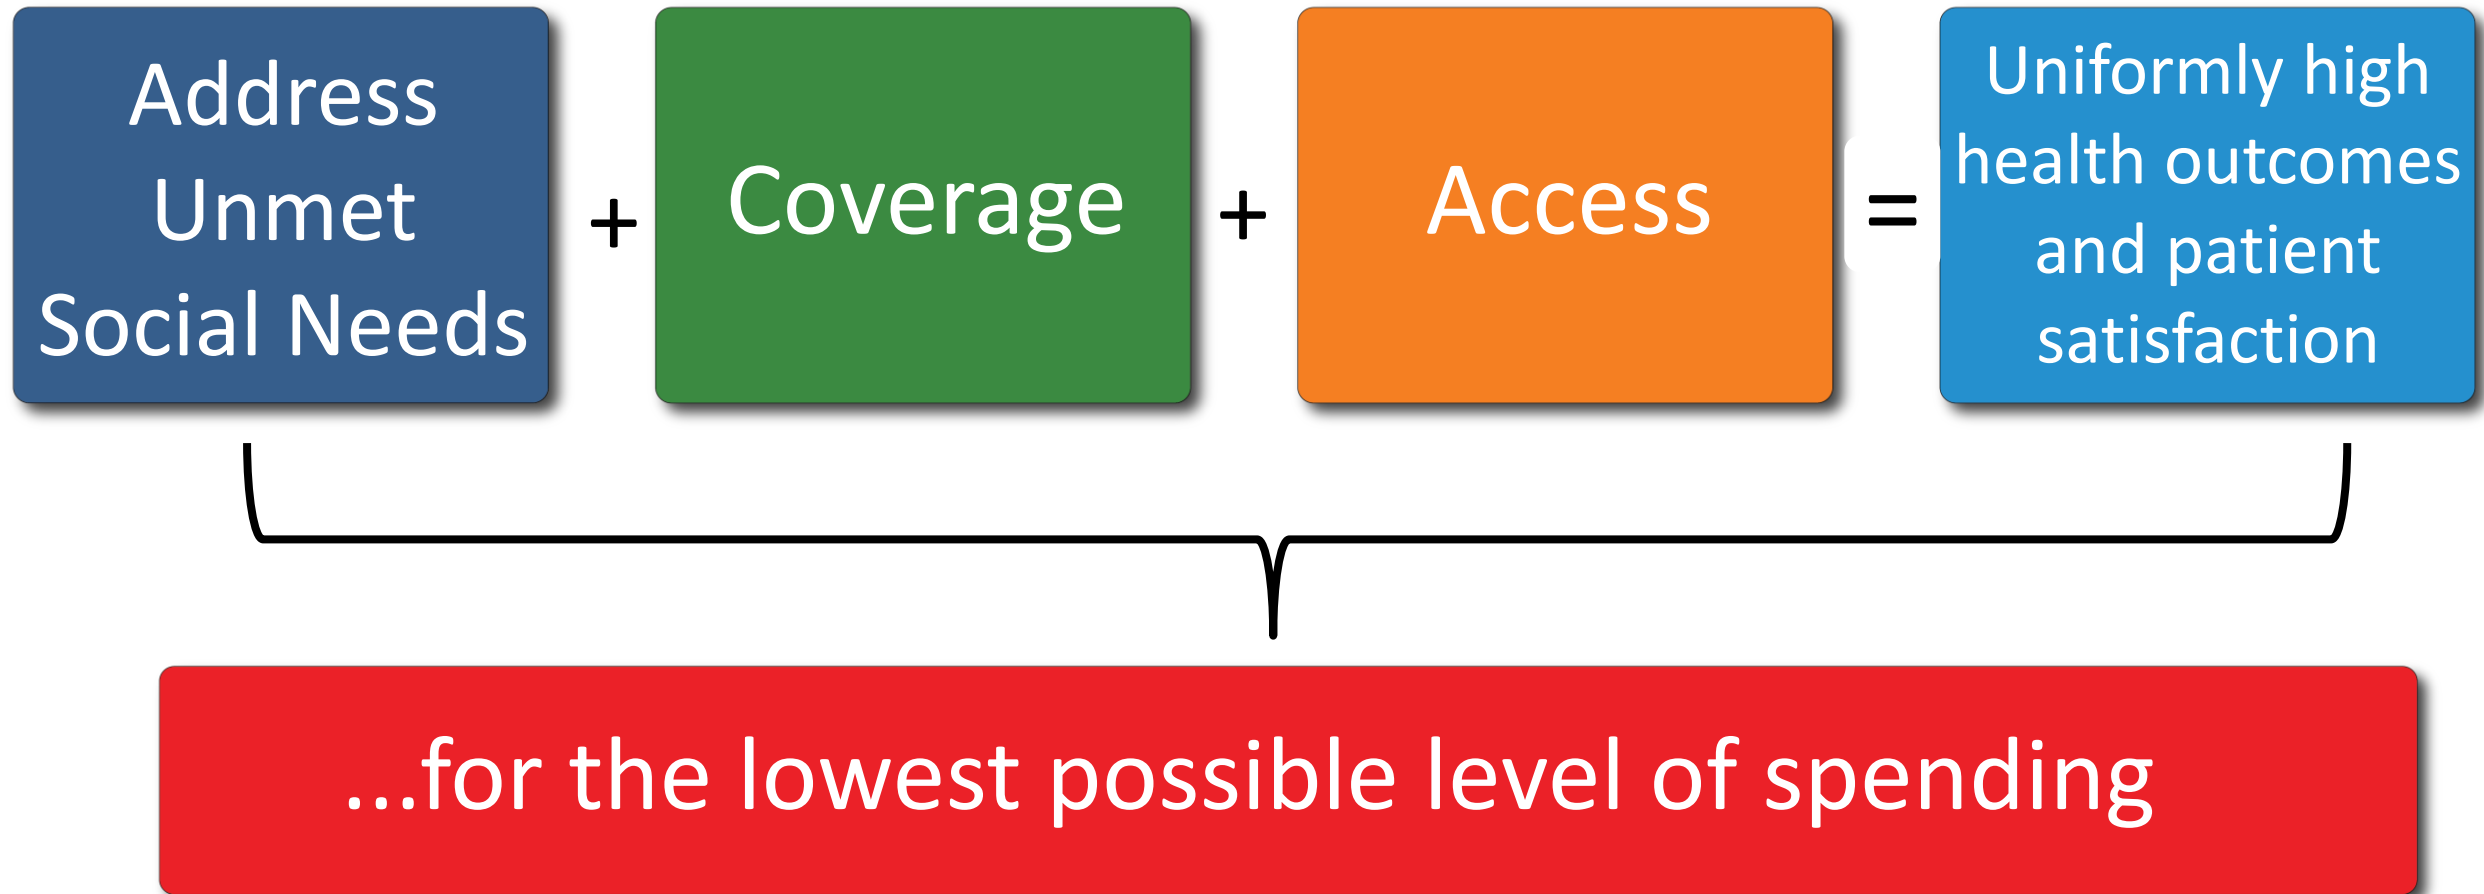 Address
Unmet
Social Needs
+
Coverage
+
Access
=
Uniformly high
health outcomes
and patient
satisfaction
...for the lowest possible level of spending